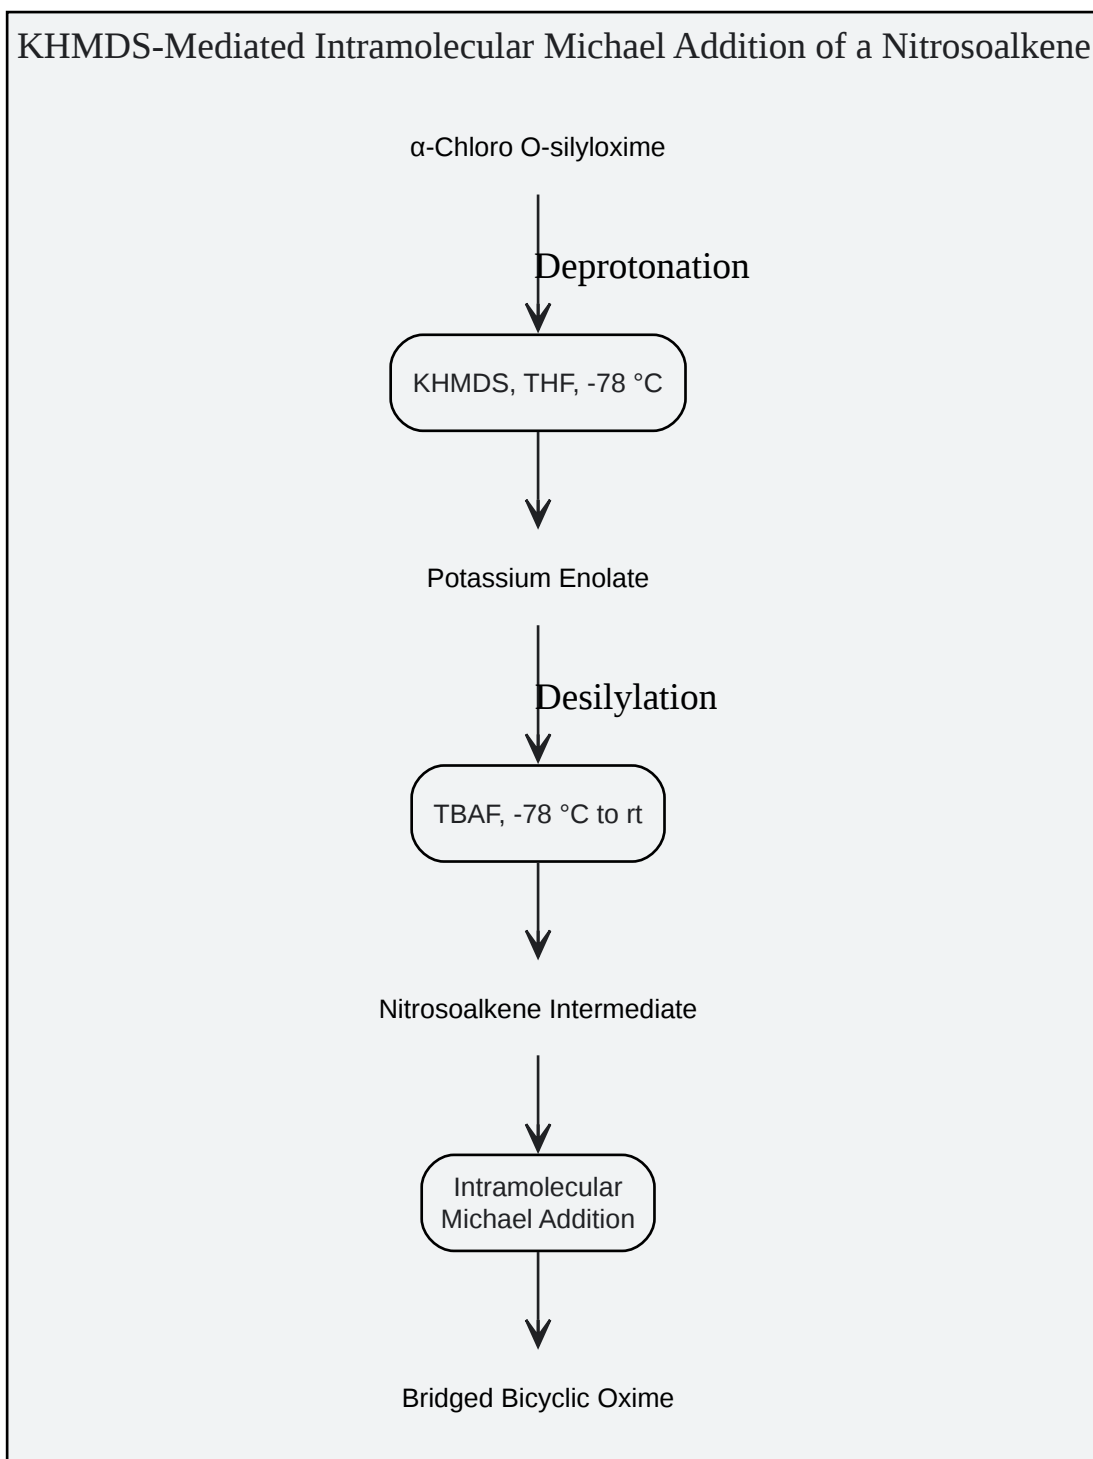 KHMDS-Mediated Intramolecular Michael Addition of a Nitrosoalkene
α-Chloro O-silyloxime
Deprotonation
KHMDS, THF, -78 °C
Potassium Enolate
Desilylation
TBAF, -78 °C to rt
Nitrosoalkene Intermediate
Intramolecular
Michael Addition
Bridged Bicyclic Oxime